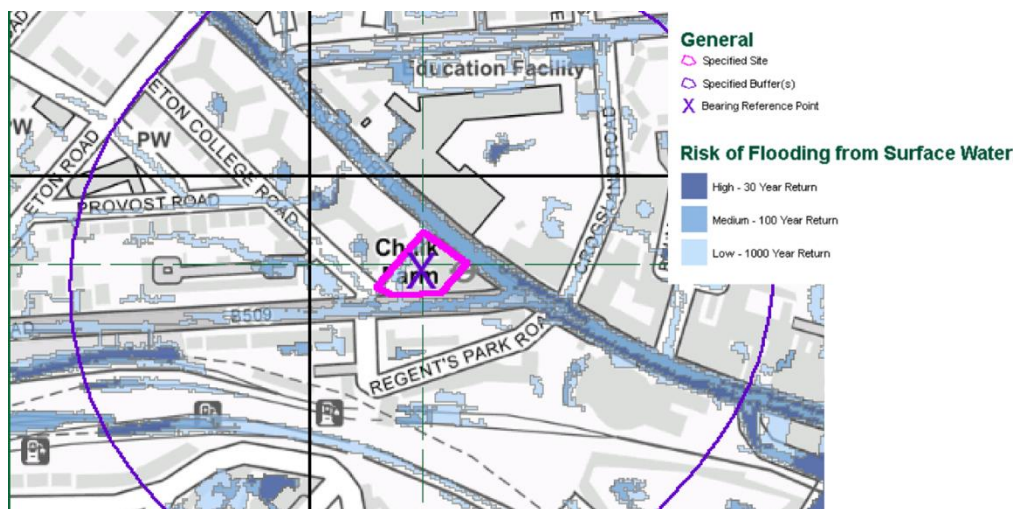 ROAD
Education Facility
PW
PW
ETON COLLEGE ROAD
ETON ROAD
PROVOST ROAD
CROGSLAND ROAD
Chalk
Farm
B509
AD
REGENT'S PARK ROA
General
Specified Site
Specified Buffer(s)
X Bearing Reference Point
Risk of Flooding from Surface Water
High - 30 Year Return
Medium - 100 Year Return
Low - 1000 Year Return